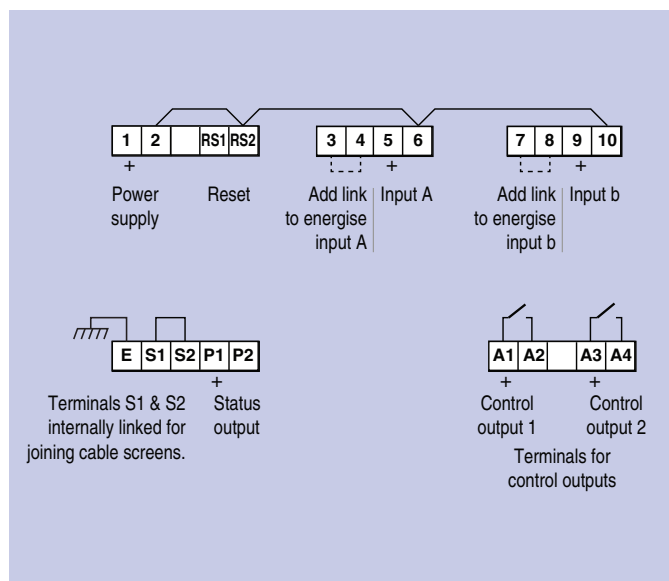 1 2 RS1 RS2 3 4 5 6 7 8 9 10
+ + +
Power
supply
Reset
Add link
to energise
input A
Input A
Add link
to energise
input b
Input b
E S1 S2 P1 P2
+
Terminals S1 & S2
internally linked for
joining cable screens.
Status
output
A1 A2 A3 A4
+ +
Control
output 1
Control
output 2
Terminals for
control outputs